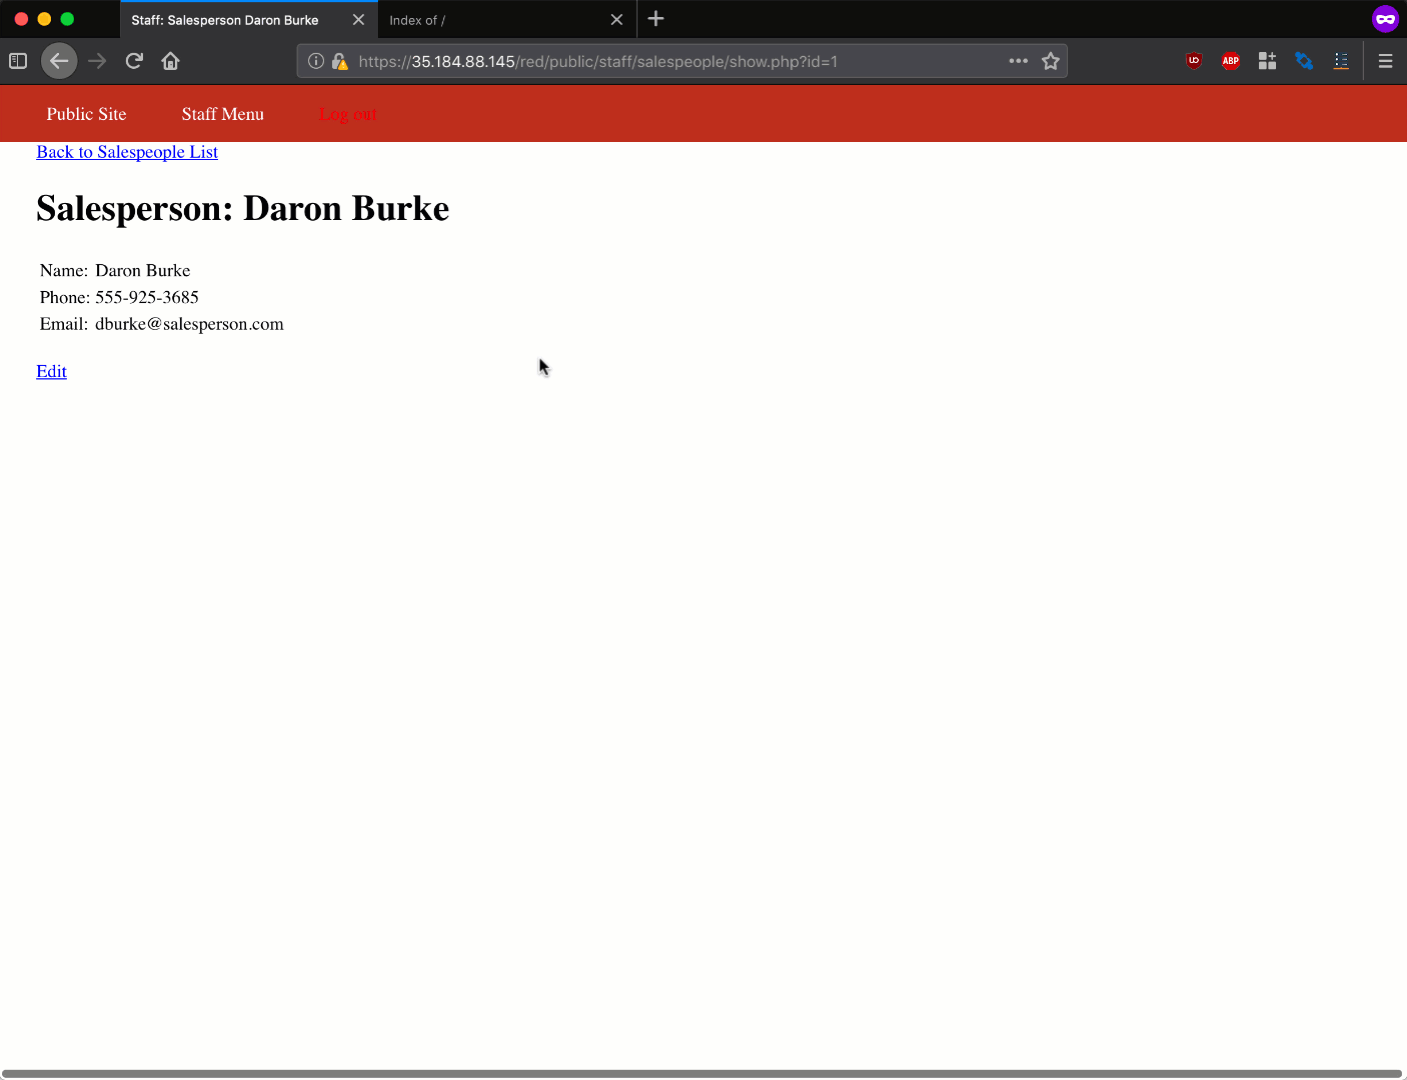 Staff: Salesperson Daron Burke
Index of /
https://35.184.88.145/red/public/staff/salespeople/show.php?id=1
ABP
Public Site Staff Menu Log out
Back to Salespeople List
Salesperson: Daron Burke
Name: Daron Burke
Phone: 555-925-3685
Email: dburke@salesperson.com
Edit